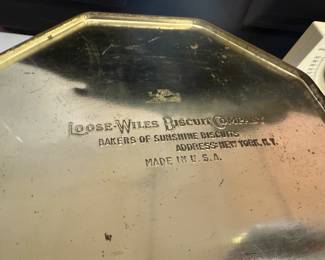 LOOSE-WILES BISCUIT COMPANY
BAKERS OF SUNSHINE BISCUITS
ADDRESS: NEW YORK, N.Y.
MADE IN U.S.A.